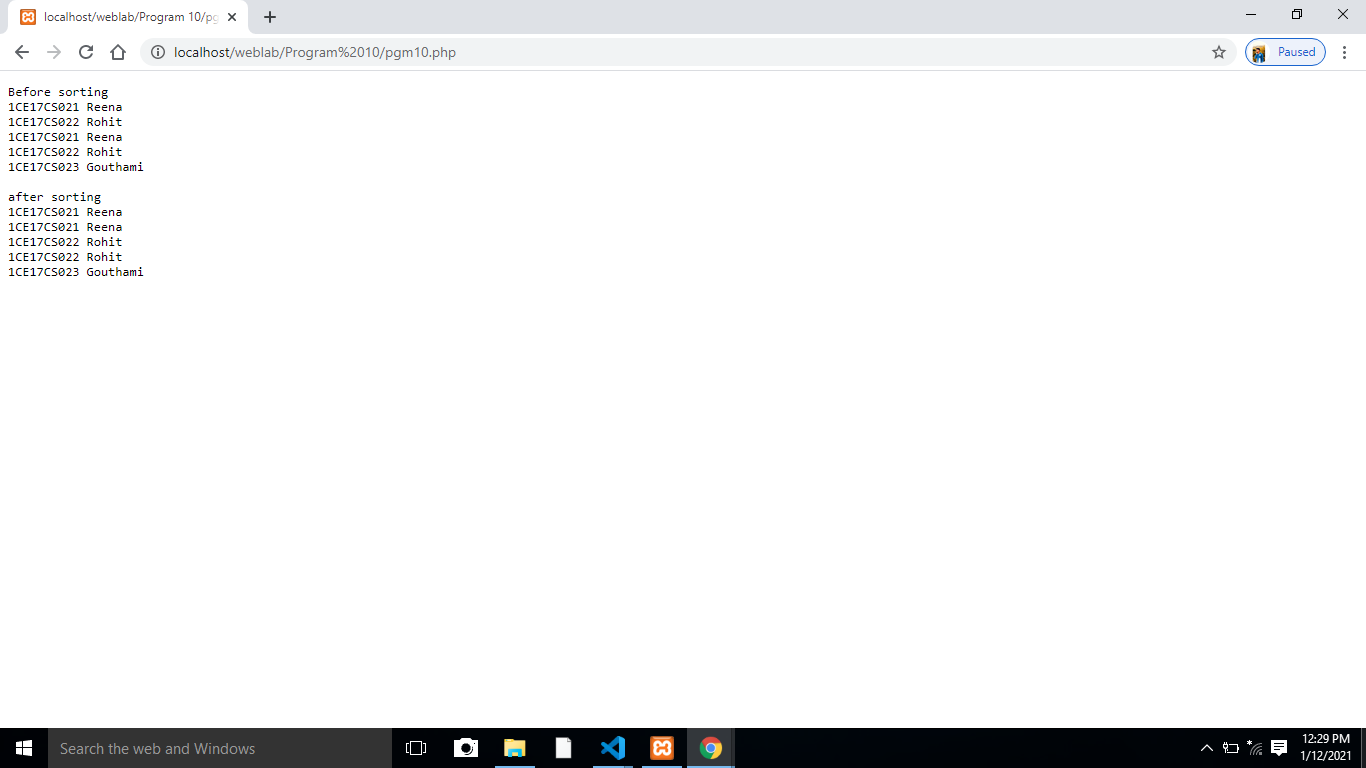 localhost/weblab/Program 10/pg
localhost/weblab/Program%2010/pgm10.php
Paused
Before sorting
1CE17CS021 Reena
1CE17CS022 Rohit
1CE17CS021 Reena
1CE17CS022 Rohit
1CE17CS023 Gouthami
after sorting
1CE17CS021 Reena
1CE17CS021 Reena
1CE17CS022 Rohit
1CE17CS022 Rohit
1CE17CS023 Gouthami
Search the web and Windows
12:29 PM
1/12/2021